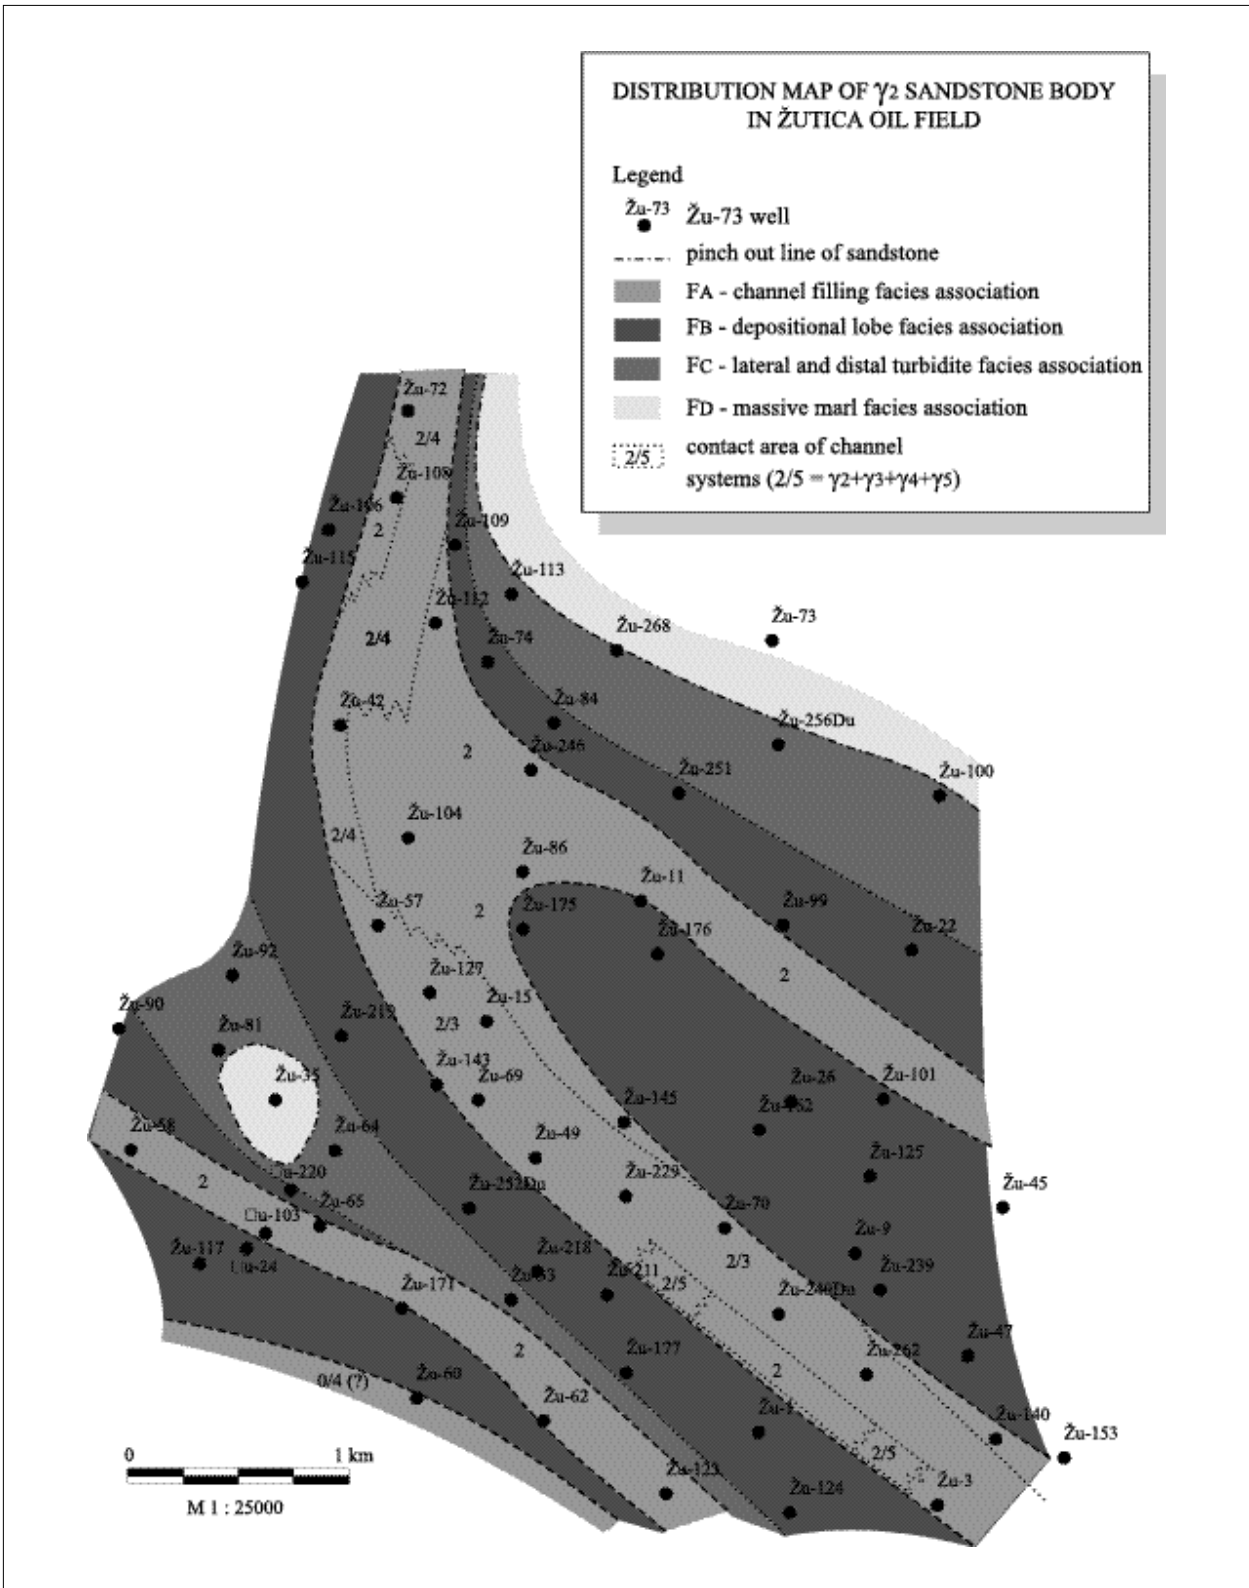 DISTRIBUTION MAP OF γ2 SANDSTONE BODY
IN ŽUTICA OIL FIELD
Legend
Žu-73
Žu-73 well
pinch out line of sandstone
FA - channel filling facies association
FB - depositional lobe facies association
FC - lateral and distal turbidite facies association
FD - massive marl facies association
contact area of channel
2/5
systems (2/5 = γ2+γ3+γ4+γ5)
Žu-72
2/4
Žu-108
Žu-106
2
Žu-109
Žu-115
Žu-113
Žu-112
2/4
Žu-74
Žu-268
Žu-73
Žu-42
Žu-84
Žu-256Du
2
Žu-246
Žu-251
Žu-100
2/4
Žu-104
Žu-86
Žu-11
Žu-57
2
Žu-175
Žu-176
Žu-99
Žu-22
Žu-92
Žu-127
2
Žu-90
Žu-81
Žu-219
Žu-15
2/3
Žu-143
Žu-35
Žu-69
Žu-26
Žu-101
Žu-145
Žu-58
Žu-64
Žu-49
Žu-125
□u-220
2
Žu-65
Žu-252Du
Žu-229
Žu-45
□u-103
Žu-70
Žu-117
□u-24
Žu-218
Žu-9
2/3
Žu-171
Žu-211
2/5
Žu-239
Žu-240Du
2
Žu-47
Žu-177
2
Žu-262
0/4 (?)
Žu-60
Žu-62
Žu-140
Žu-153
2/5
0 1 km
Žu-123
Žu-3
Žu-124
M 1 : 25000